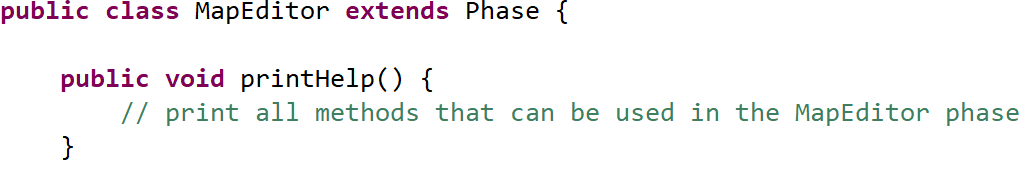 public class MapEditor extends Phase {
public void printHelp() {
// print all methods that can be used in the MapEditor phase
}